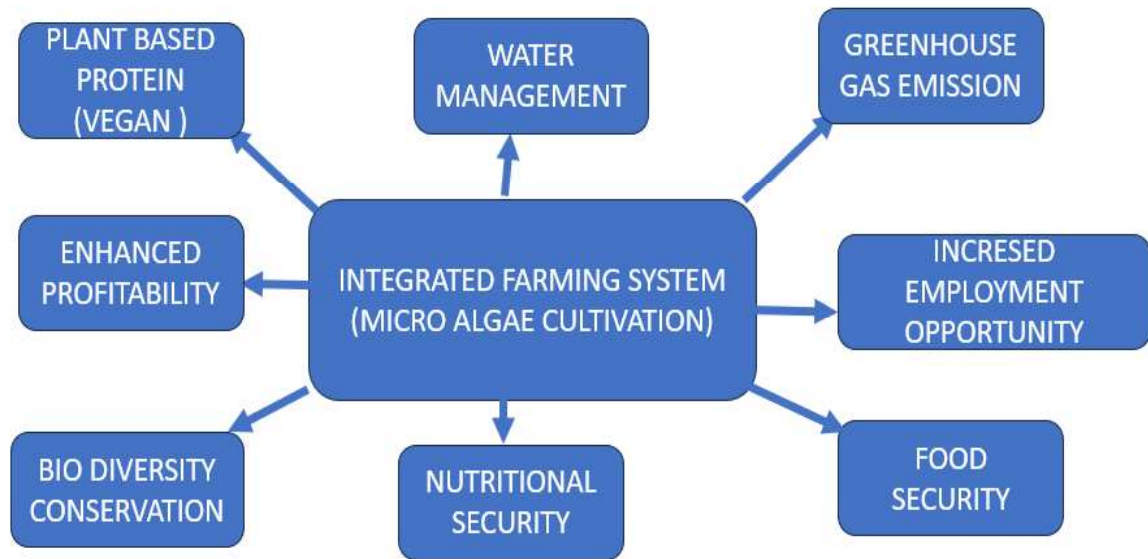 PLANT BASED
PROTEIN
(VEGAN )
WATER
MANAGEMENT
GREENHOUSE
GAS EMISSION
ENHANCED
PROFITABILITY
INTEGRATED FARMING SYSTEM
(MICRO ALGAE CULTIVATION)
INCRESED
EMPLOYMENT
OPPORTUNITY
BIO DIVERSITY
CONSERVATION
NUTRITIONAL
SECURITY
FOOD
SECURITY